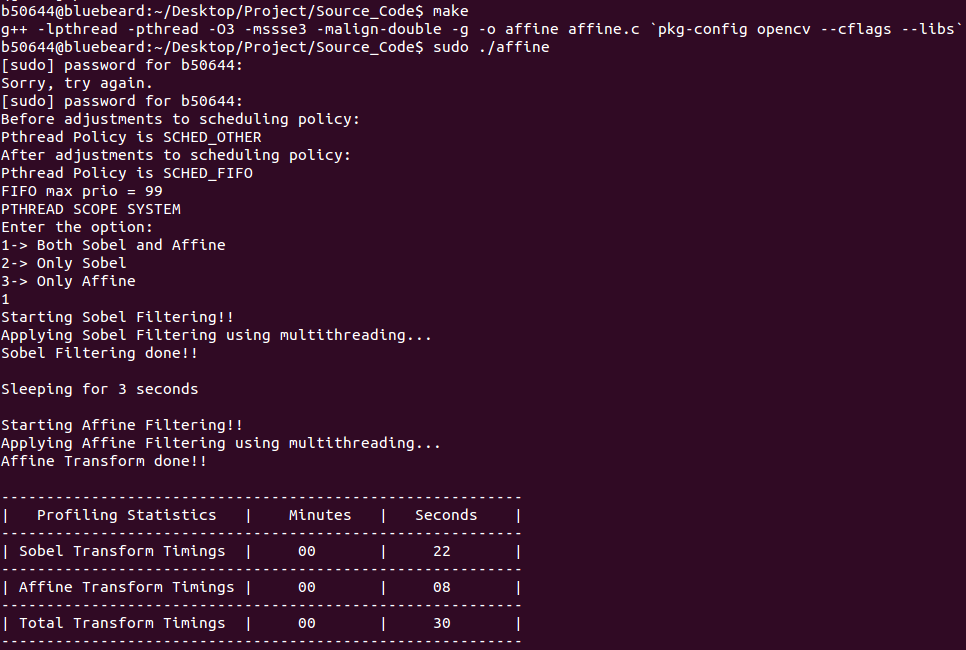 b50644@bluebeard:~/Desktop/Project/Source_Code$ make
g++ -lpthread -pthread -O3 -mssse3 -malign-double -g -o affine affine.c `pkg-config opencv --cflags --libs`
b50644@bluebeard:~/Desktop/Project/Source_Code$ sudo ./affine
[sudo] password for b50644:
Sorry, try again.
[sudo] password for b50644:
Before adjustments to scheduling policy:
Pthread Policy is SCHED_OTHER
After adjustments to scheduling policy:
Pthread Policy is SCHED_FIFO
FIFO max prio = 99
PTHREAD SCOPE SYSTEM
Enter the option:
1-> Both Sobel and Affine
2-> Only Sobel
3-> Only Affine
1
Starting Sobel Filtering!!
Applying Sobel Filtering using multithreading...
Sobel Filtering done!!

Sleeping for 3 seconds

Starting Affine Filtering!!
Applying Affine Filtering using multithreading...
Affine Transform done!!

----------------------------------------------------------
|   Profiling Statistics   |    Minutes   |   Seconds    |
----------------------------------------------------------
| Sobel Transform Timings  |     00       |     22       |
----------------------------------------------------------
| Affine Transform Timings |     00       |     08       |
----------------------------------------------------------
| Total Transform Timings  |     00       |     30       |
----------------------------------------------------------